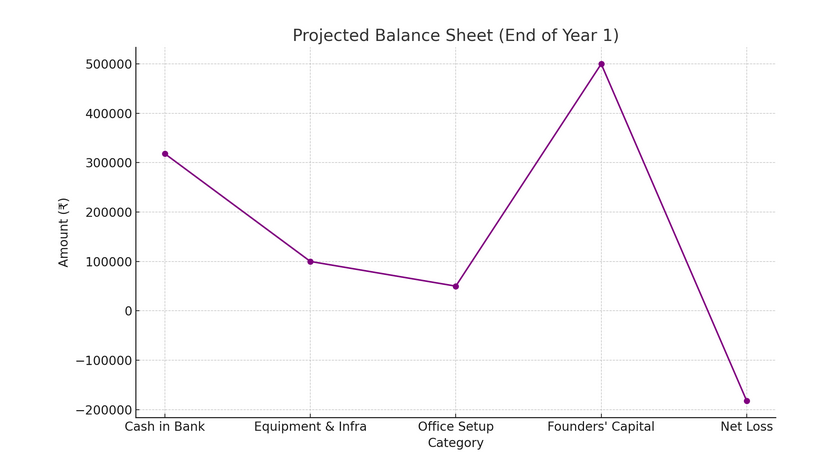 Projected Balance Sheet (End of Year 1)
500000
400000
300000
200000
100000
0
−100000
−200000
Amount (₹)
Cash in Bank Equipment & Infra Office Setup Founders' Capital Net Loss
Category